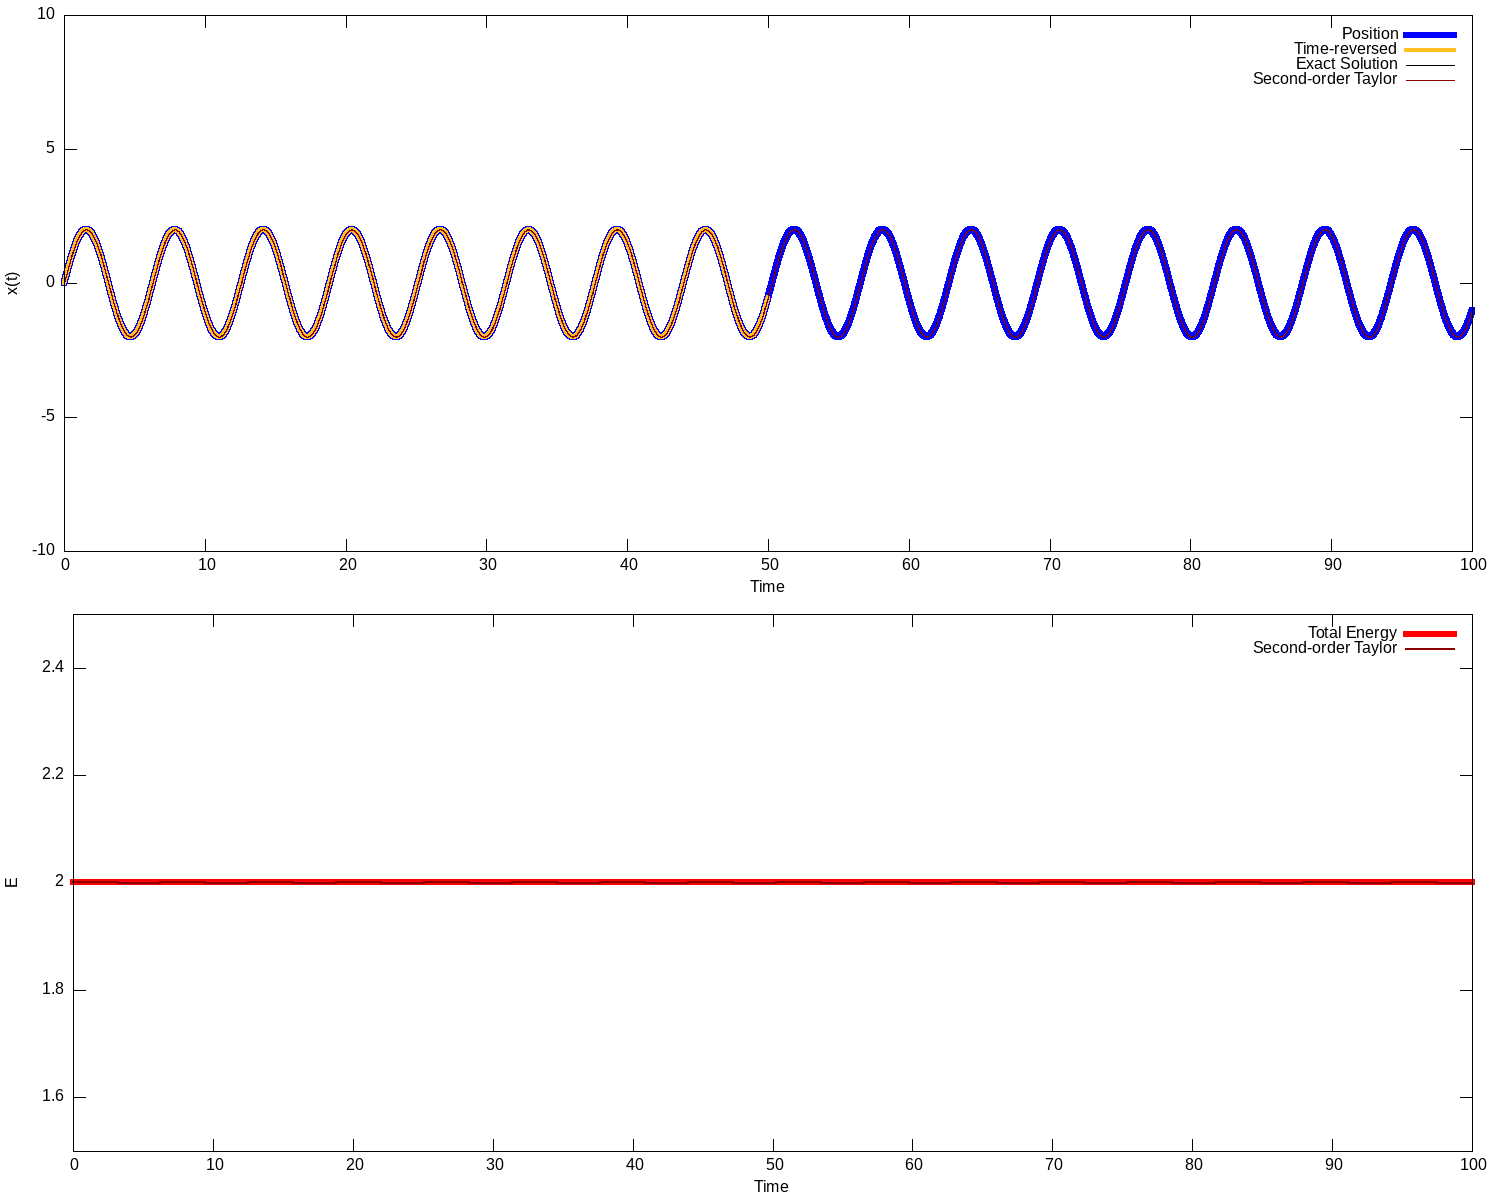 10
Position
Time-reversed
Exact Solution
Second-order Taylor
5
x(t)
0
-5
-10
0 10 20 30 40 50 60 70 80 90 100
Time
Total Energy
Second-order Taylor
2.4
2.2
E
2
1.8
1.6
0 10 20 30 40 50 60 70 80 90 100
Time